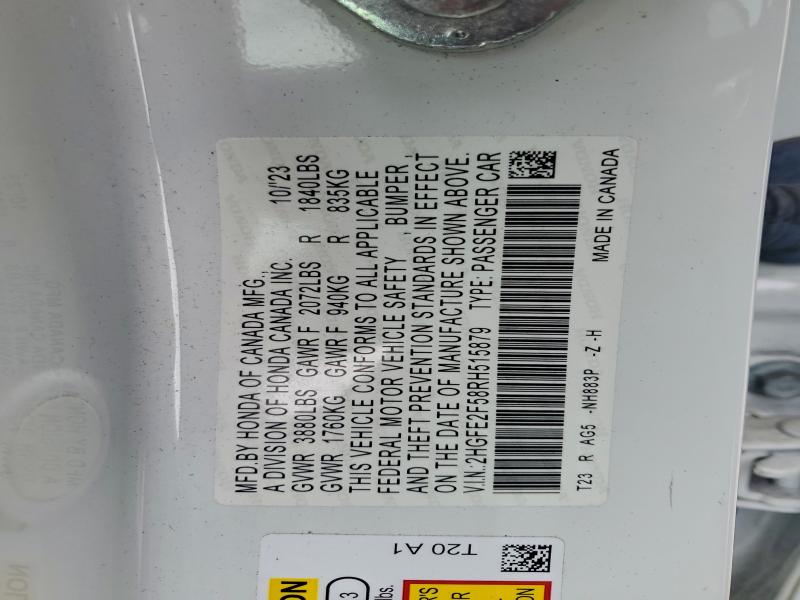 MFD.BY HONDA OF CANADA MFG.,
A DIVISION OF HONDA CANADA INC. 10/'23
GVWR 3880LBS GAWR F 2072LBS R 1840LBS
GVWR 1760KG GAWR F 940KG R 835KG
THIS VEHICLE CONFORMS TO ALL APPLICABLE
FEDERAL MOTOR VEHICLE SAFETY , BUMPER ,
AND THEFT PREVENTION STANDARDS IN EFFECT
ON THE DATE OF MANUFACTURE SHOWN ABOVE.
V.I.N.:2HGFE2F58RH515879 TYPE: PASSENGER CAR
T23 R AG5 -NH883P -Z -H
MADE IN CANADA
T20 A1
3
lbs.